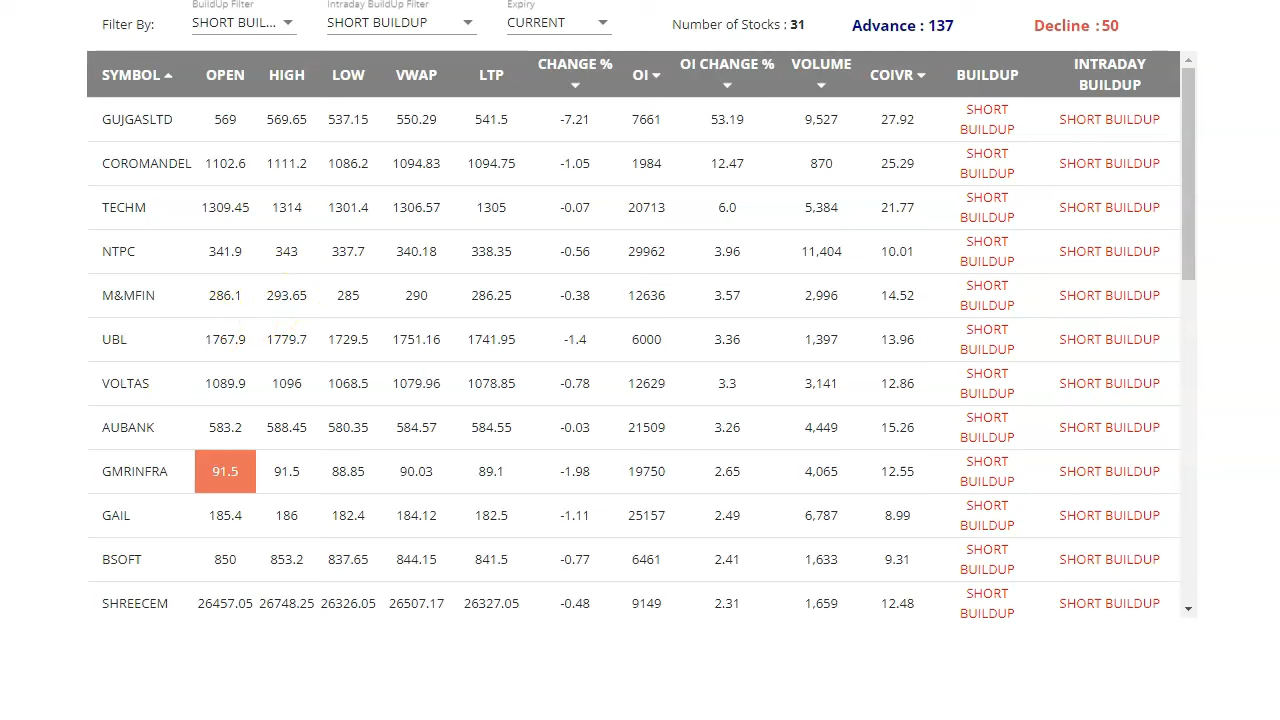 BuildUp Filter Intraday BuildUp Filter Expiry
Filter By: SHORT BUIL... SHORT BUILDUP CURRENT Number of Stocks : 31 Advance : 137 Decline : 50
SYMBOL OPEN HIGH LOW VWAP LTP CHANGE % OI OI CHANGE % VOLUME COIVR BUILDUP INTRADAY BUILDUP
GUJGASLTD 569 569.65 537.15 550.29 541.5 -7.21 7661 53.19 9,527 27.92 SHORT BUILDUP SHORT BUILDUP
COROMANDEL 1102.6 1111.2 1086.2 1094.83 1094.75 -1.05 1984 12.47 870 25.29 SHORT BUILDUP SHORT BUILDUP
TECHM 1309.45 1314 1301.4 1306.57 1305 -0.07 20713 6.0 5,384 21.77 SHORT BUILDUP SHORT BUILDUP
NTPC 341.9 343 337.7 340.18 338.35 -0.56 29962 3.96 11,404 10.01 SHORT BUILDUP SHORT BUILDUP
M&MFIN 286.1 293.65 285 290 286.25 -0.38 12636 3.57 2,996 14.52 SHORT BUILDUP SHORT BUILDUP
UBL 1767.9 1779.7 1729.5 1751.16 1741.95 -1.4 6000 3.36 1,397 13.96 SHORT BUILDUP SHORT BUILDUP
VOLTAS 1089.9 1096 1068.5 1079.96 1078.85 -0.78 12629 3.3 3,141 12.86 SHORT BUILDUP SHORT BUILDUP
AUBANK 583.2 588.45 580.35 584.57 584.55 -0.03 21509 3.26 4,449 15.26 SHORT BUILDUP SHORT BUILDUP
GMRINFRA 91.5 91.5 88.85 90.03 89.1 -1.98 19750 2.65 4,065 12.55 SHORT BUILDUP SHORT BUILDUP
GAIL 185.4 186 182.4 184.12 182.5 -1.11 25157 2.49 6,787 8.99 SHORT BUILDUP SHORT BUILDUP
BSOFT 850 853.2 837.65 844.15 841.5 -0.77 6461 2.41 1,633 9.31 SHORT BUILDUP SHORT BUILDUP
SHREECEM 26457.05 26748.25 26326.05 26507.17 26327.05 -0.48 9149 2.31 1,659 12.48 SHORT BUILDUP SHORT BUILDUP